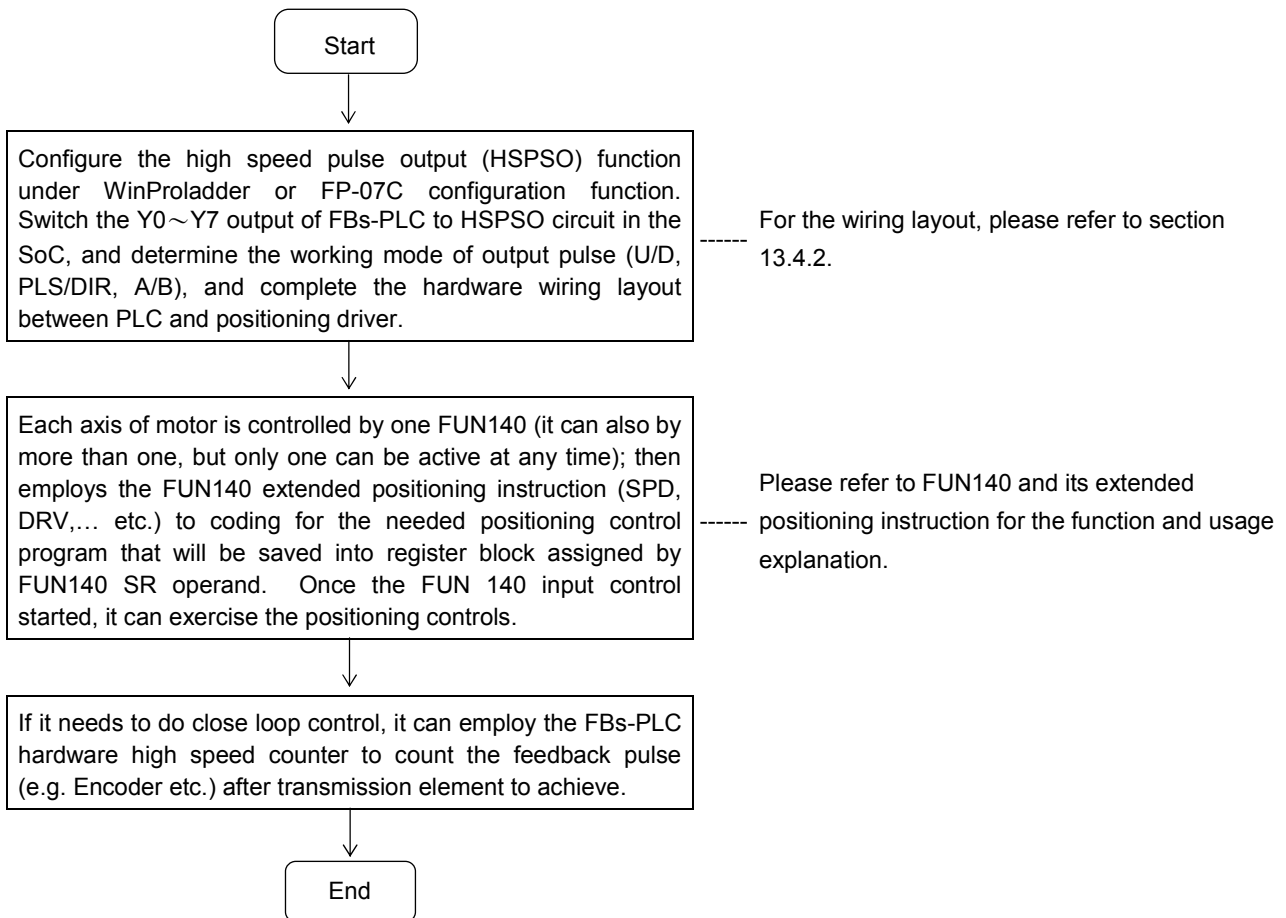 Start
Configure the high speed pulse output (HSPSO) function
under WinProladder or FP-07C configuration function.
Switch the Y0～Y7 output of FBs-PLC to HSPSO circuit in the
SoC, and determine the working mode of output pulse (U/D,
PLS/DIR, A/B), and complete the hardware wiring layout
between PLC and positioning driver.
------ For the wiring layout, please refer to section
13.4.2.
Each axis of motor is controlled by one FUN140 (it can also by
more than one, but only one can be active at any time); then
employs the FUN140 extended positioning instruction (SPD,
DRV,… etc.) to coding for the needed positioning control
program that will be saved into register block assigned by
FUN140 SR operand. Once the FUN 140 input control
started, it can exercise the positioning controls.
Please refer to FUN140 and its extended
------ positioning instruction for the function and usage
explanation.
If it needs to do close loop control, it can employ the FBs-PLC
hardware high speed counter to count the feedback pulse
(e.g. Encoder etc.) after transmission element to achieve.
End